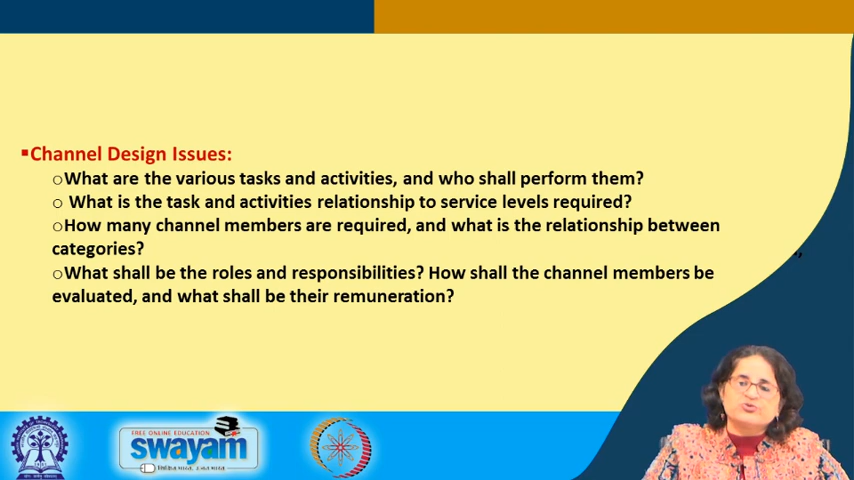 ▪Channel Design Issues:
oWhat are the various tasks and activities, and who shall perform them?
o What is the task and activities relationship to service levels required?
oHow many channel members are required, and what is the relationship between
categories?
oWhat shall be the roles and responsibilities? How shall the channel members be
evaluated, and what shall be their remuneration?
FREE ONLINE EDUCATION
swayam